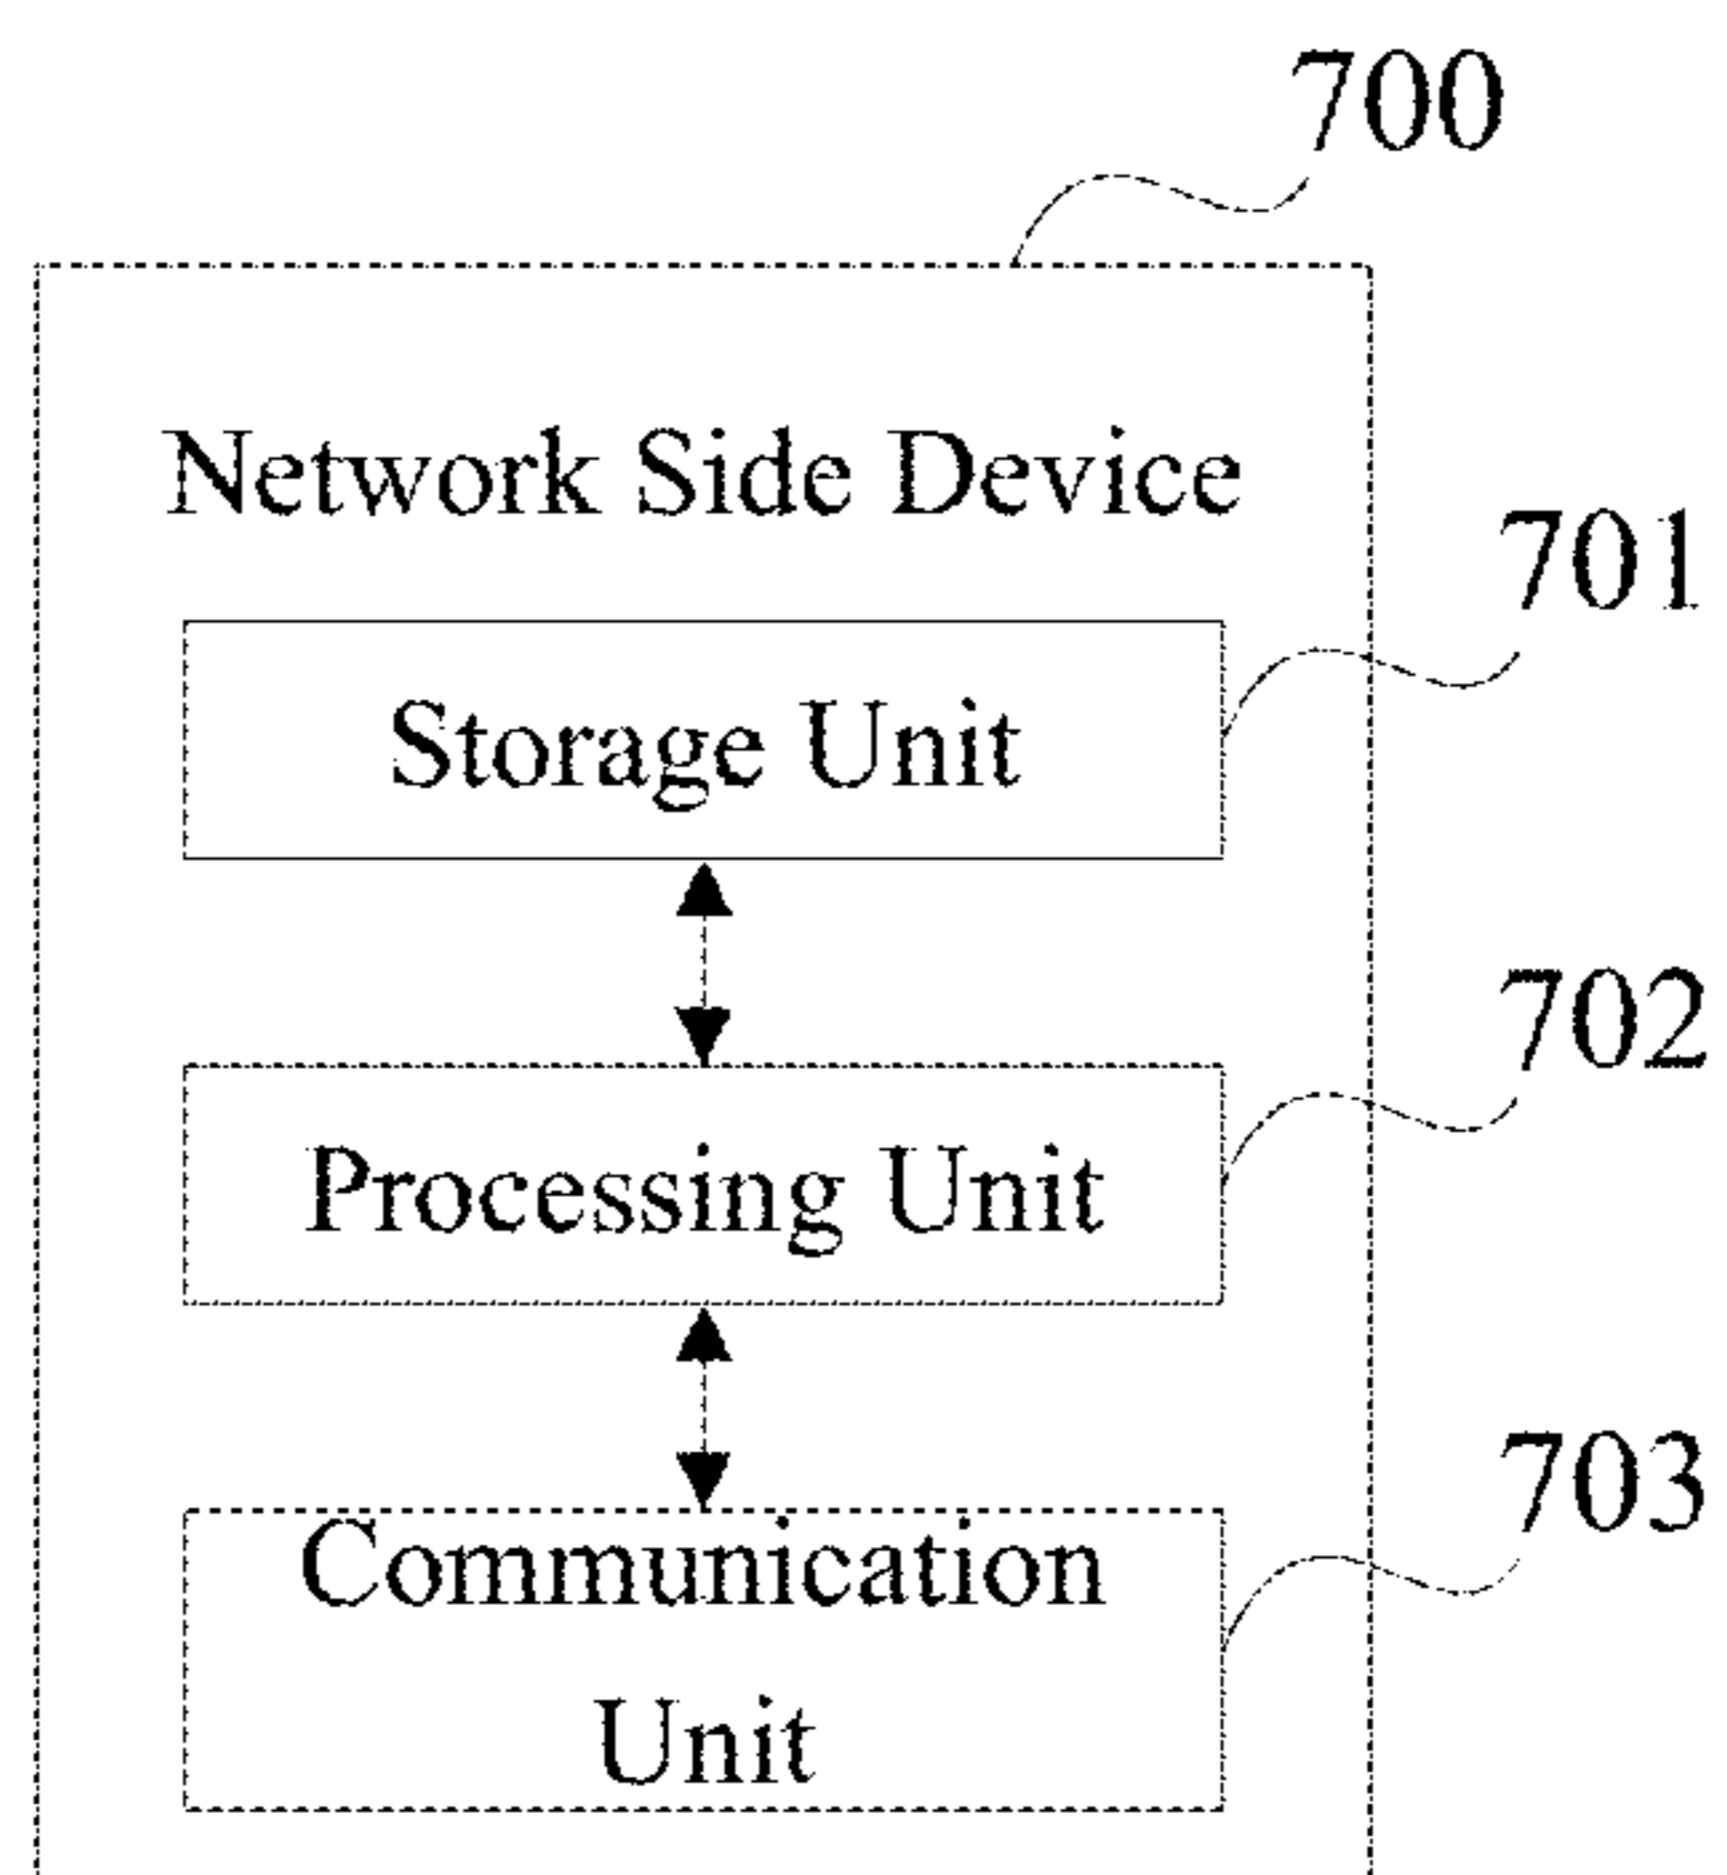 700
Network Side Device
701
Storage Unit
702
Processing Unit
703
Communication
Unit